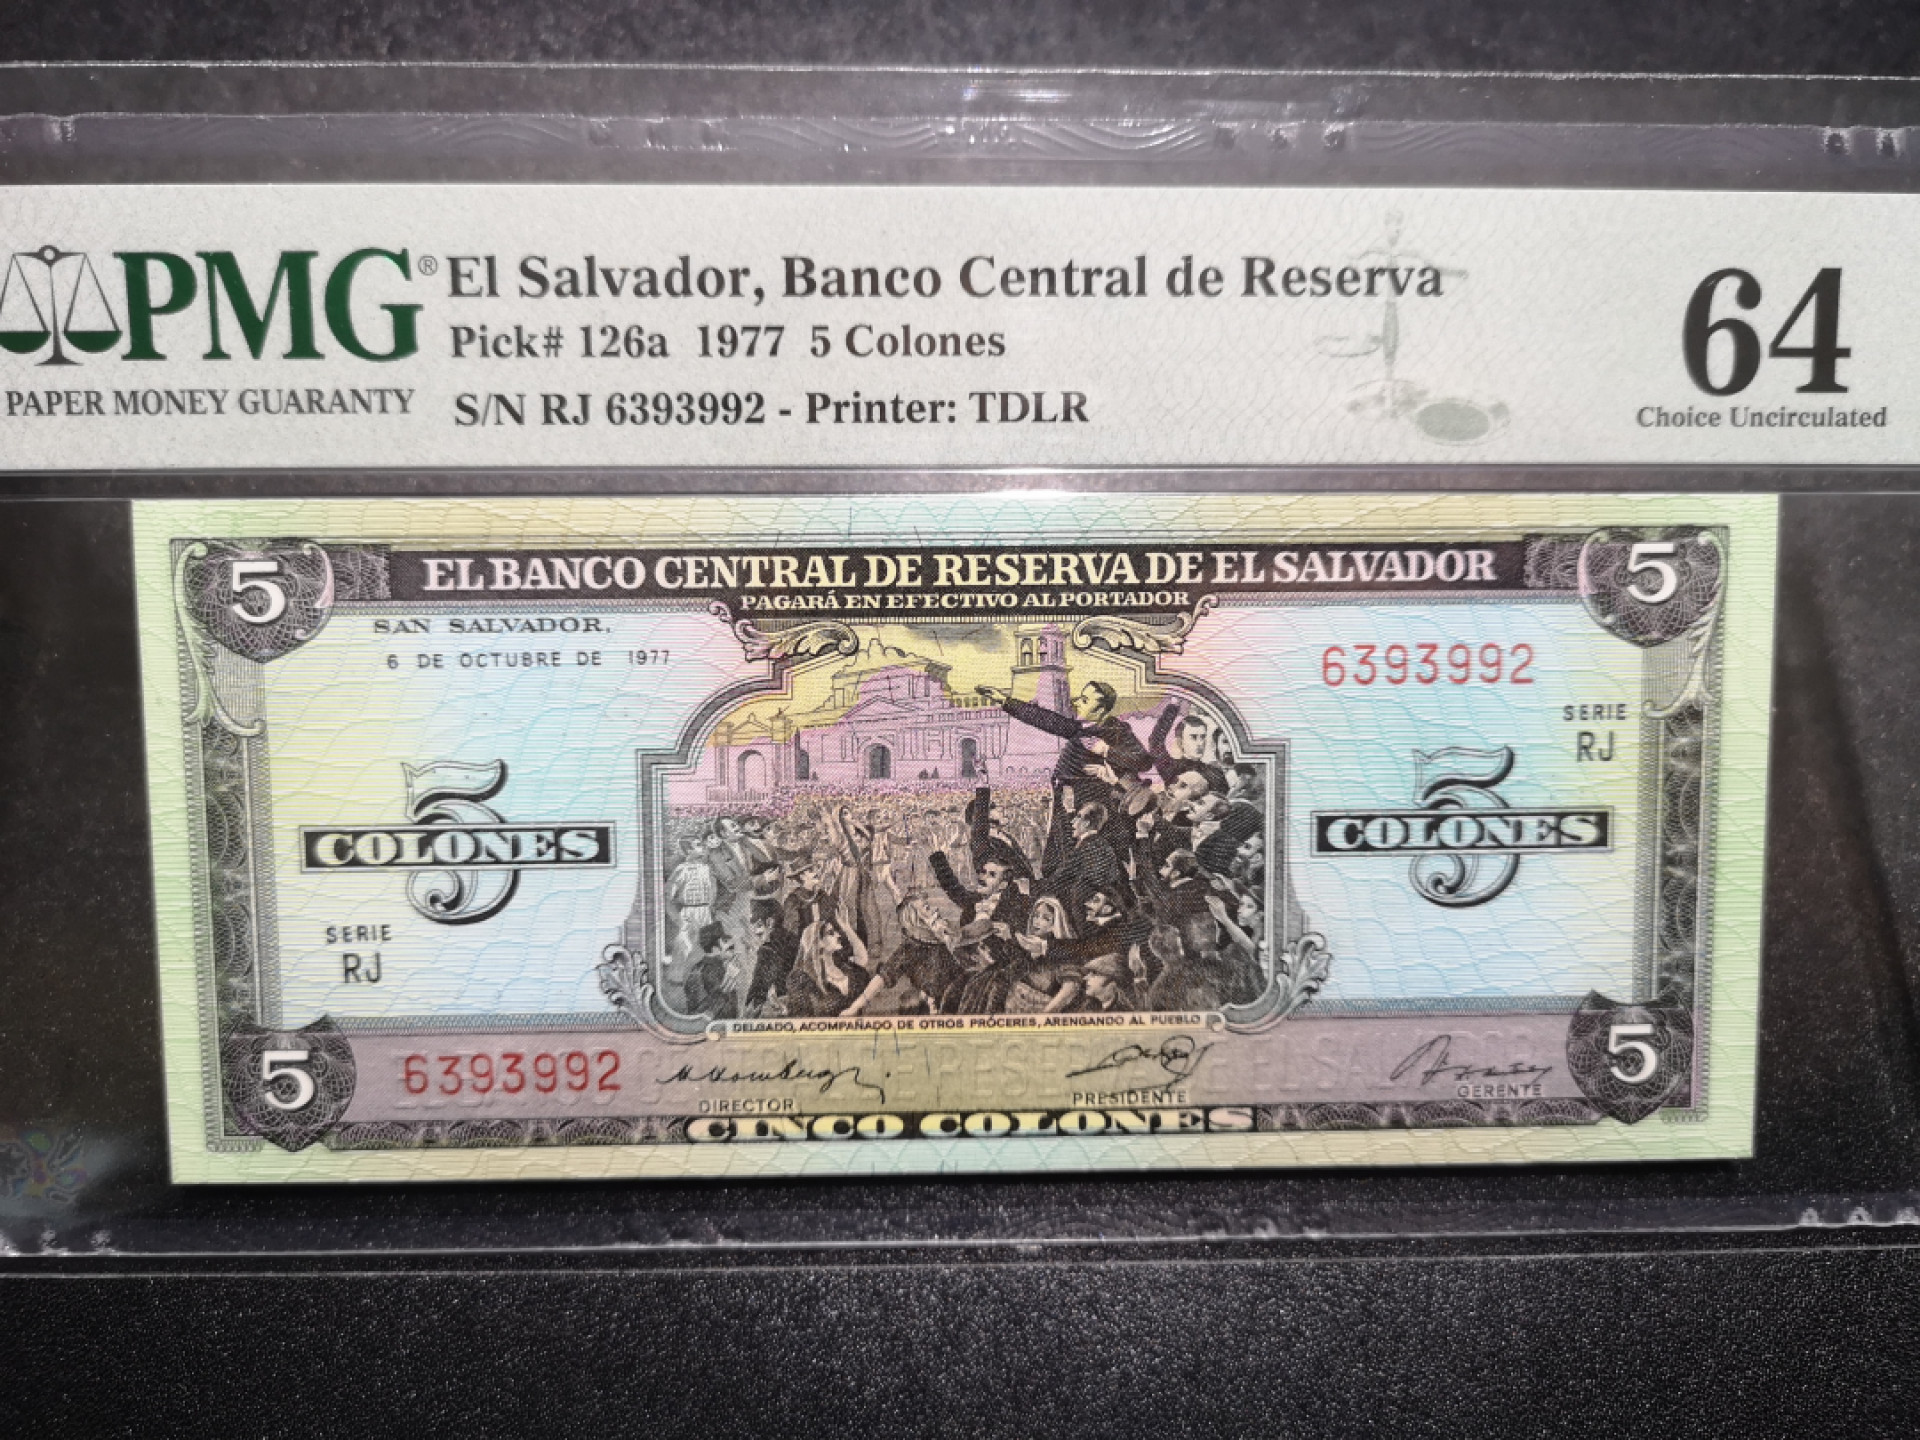 PMG®
PAPER MONEY GUARANTY
El Salvador, Banco Central de Reserva
Pick# 126a 1977 5 Colones
S/N RJ 6393992 - Printer: TDLR
64
Choice Uncirculated
5
EL BANCO CENTRAL DE RESERVA DE EL SALVADOR
5
PAGARÁ EN EFECTIVO AL PORTADOR
SAN SALVADOR,
6 DE OCTUBRE DE 1977
6393992
SERIE
RJ
5
COLONES
5
COLONES
SERIE
RJ
DELGADO, ACOMPAÑADO DE OTROS PRÓCERES, ARENGANDO AL PUEBLO
5
6393992
5
DIRECTOR
PRESIDENTE
GERENTE
CINCO COLONES